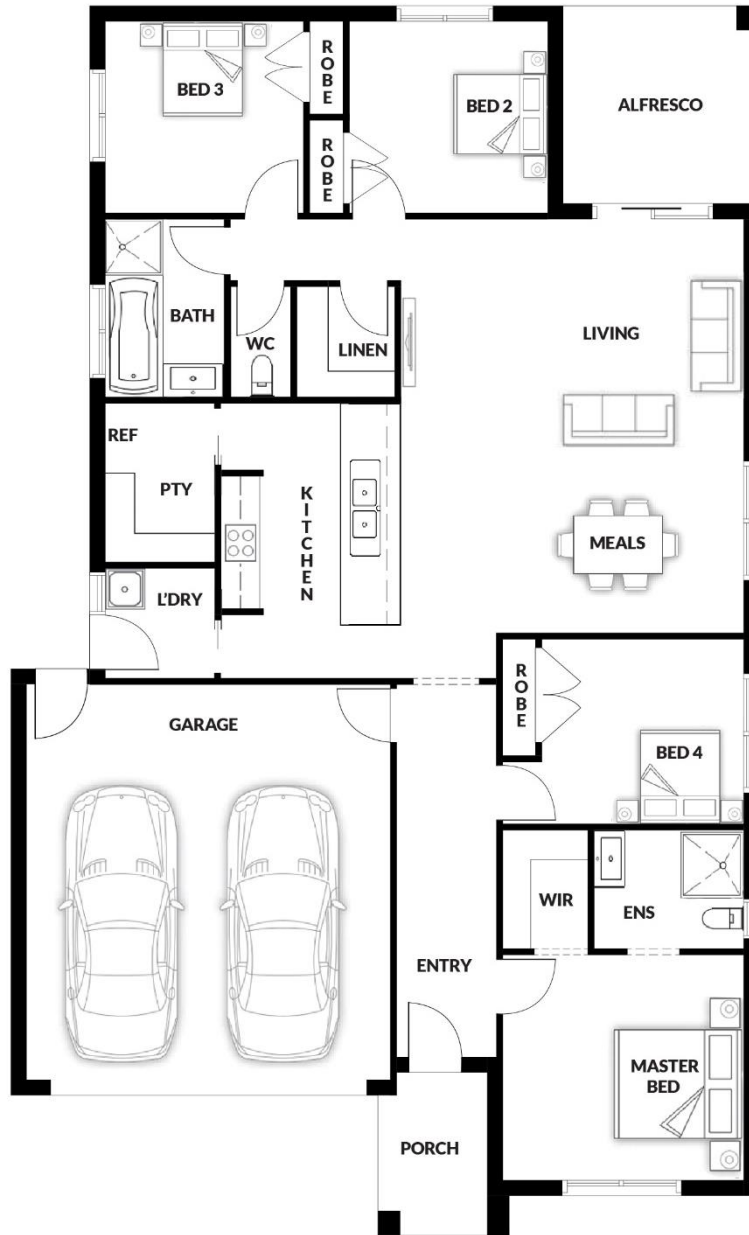 BED 3
ROBE
BED 2
ROBE
ALFRESCO
BATH
WC
LINEN
LIVING
REF
PTY
KITCHEN
MEALS
L'DRY
ROBE
GARAGE
BED 4
WIR
ENS
ENTRY
MASTER
BED
PORCH